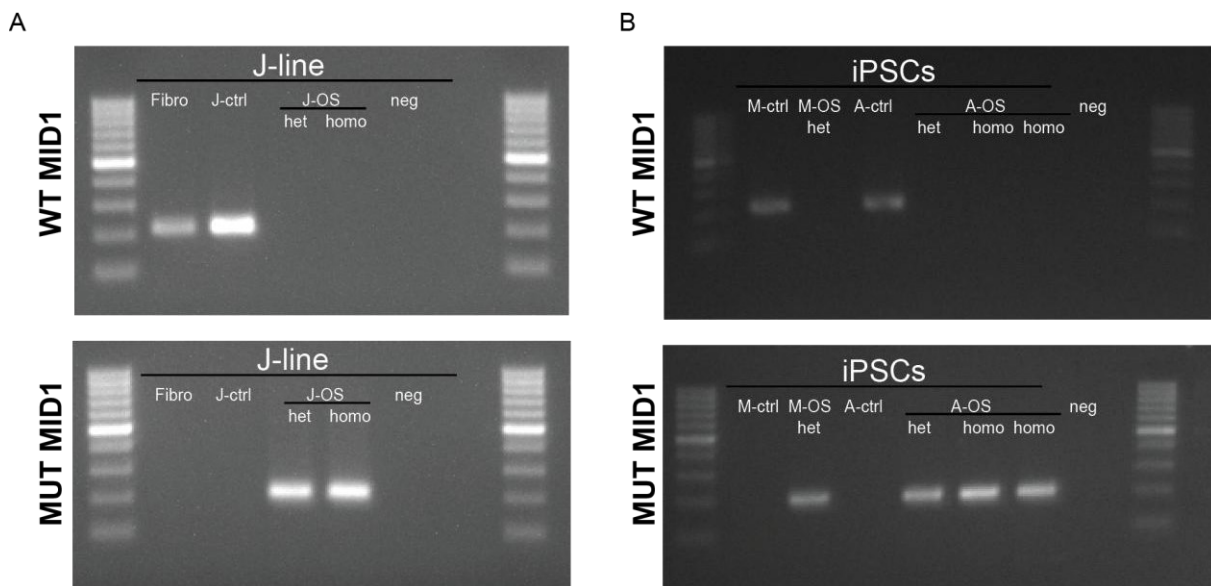 A
J-line
Fibro J-ctrl J-OS neg
het homo
WT MID1
J-line
Fibro J-ctrl J-OS neg
het homo
MUT MID1
B
iPSCs
M-ctrl M-OS A-ctrl A-OS neg
het het homo homo
WT MID1
iPSCs
M-ctrl M-OS A-ctrl A-OS neg
het het homo homo
MUT MID1